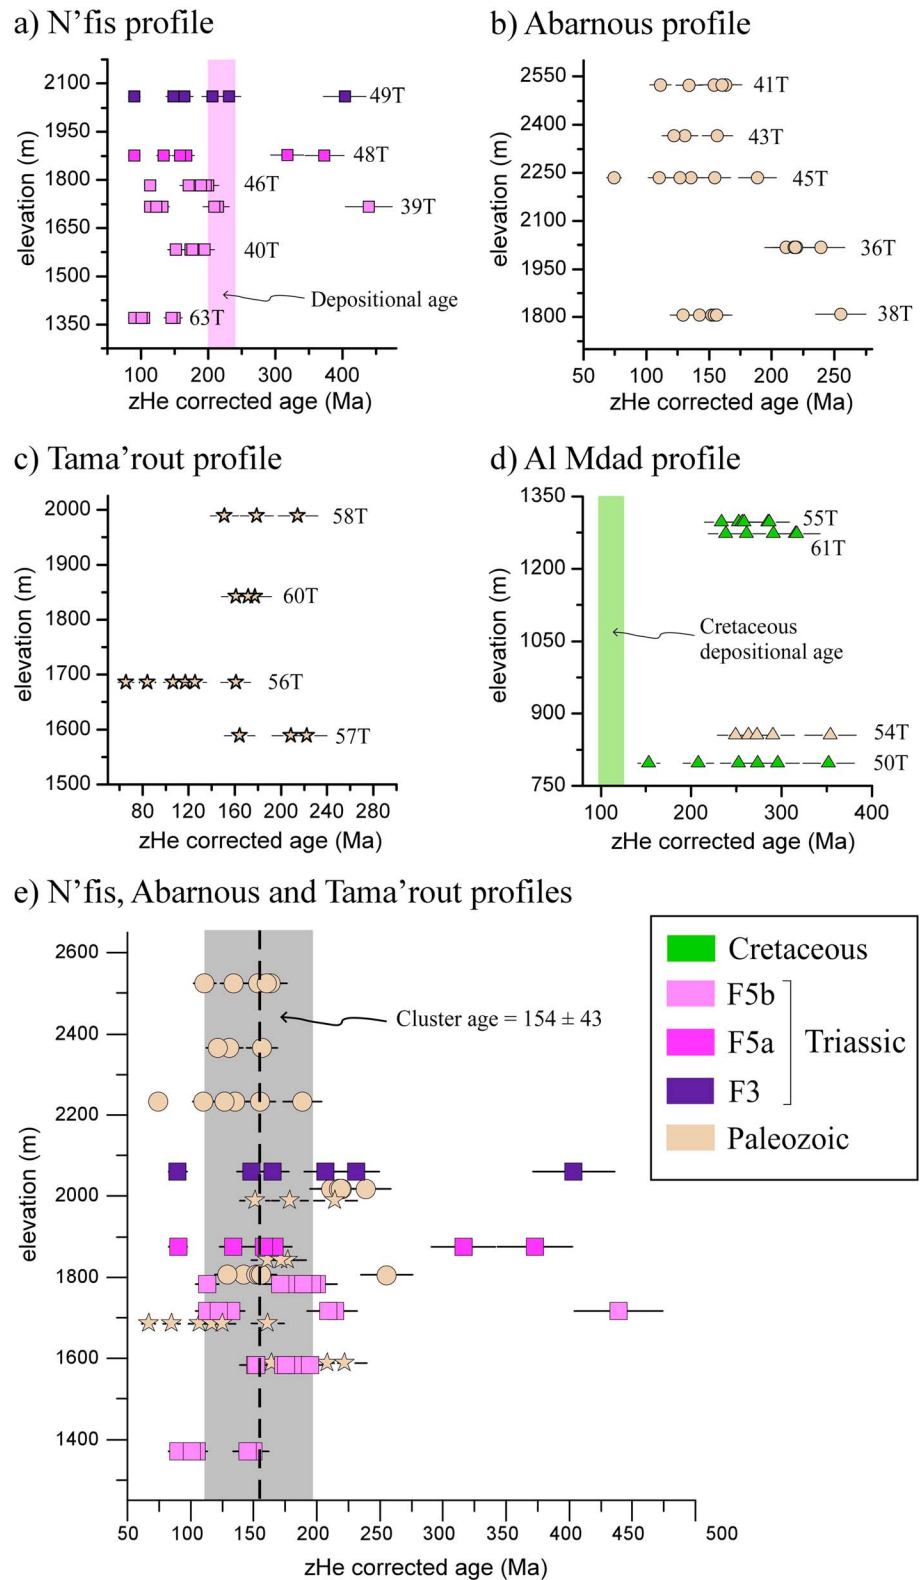 a) N’fis profile
2100
1950
1800
1650
1500
1350
elevation (m)
49T
48T
46T
39T
40T
63T
Depositional age
100
200
300
400
zHe corrected age (Ma)
b) Abarnous profile
2550
2400
2250
2100
1950
1800
elevation (m)
41T
43T
45T
36T
38T
50
100
150
200
250
zHe corrected age (Ma)
c) Tama’rout profile
2000
1900
1800
1700
1600
1500
elevation (m)
58T
60T
56T
57T
80
120
160
200
240
280
zHe corrected age (Ma)
d) Al Mdad profile
1350
1200
1050
900
750
elevation (m)
55T
61T
Cretaceous
depositional age
54T
50T
100
200
300
400
zHe corrected age (Ma)
e) N’fis, Abarnous and Tama’rout profiles
2600
2400
2200
2000
1800
1600
1400
elevation (m)
Cluster age = 154 ± 43
50
100
150
200
250
300
350
400
450
500
zHe corrected age (Ma)
Cretaceous
F5b
F5a
F3
Triassic
Paleozoic